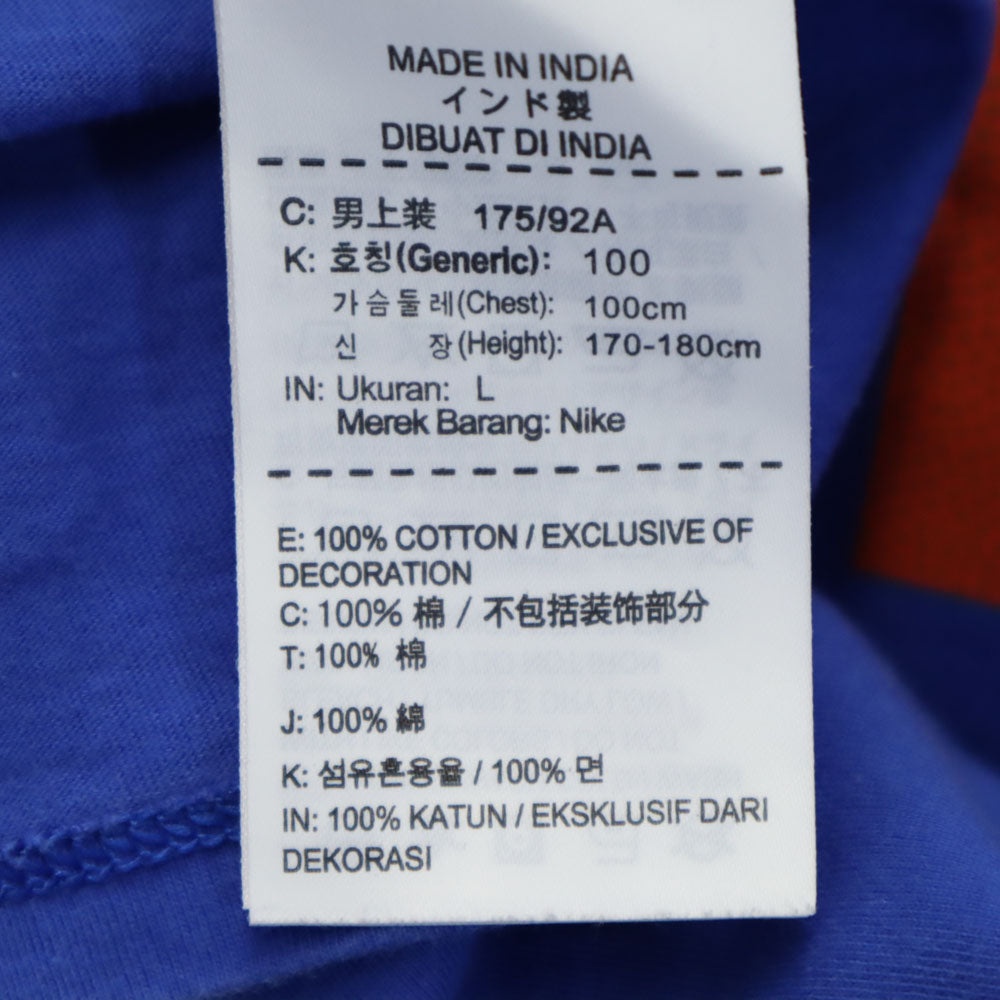 MADE IN INDIA
インド製
DIBUAT DI INDIA
C: 男上装 175/92A
K: 호칭(Generic): 100
가슴둘레(Chest): 100cm
신 장(Height): 170-180cm
IN: Ukuran: L
Merek Barang: Nike
E: 100% COTTON / EXCLUSIVE OF
DECORATION
C: 100% 棉 / 不包括装饰部分
T: 100% 棉
J: 100% 綿
K: 섬유혼용율 / 100% 면
IN: 100% KATUN / EKSKLUSIF DARI
DEKORASI